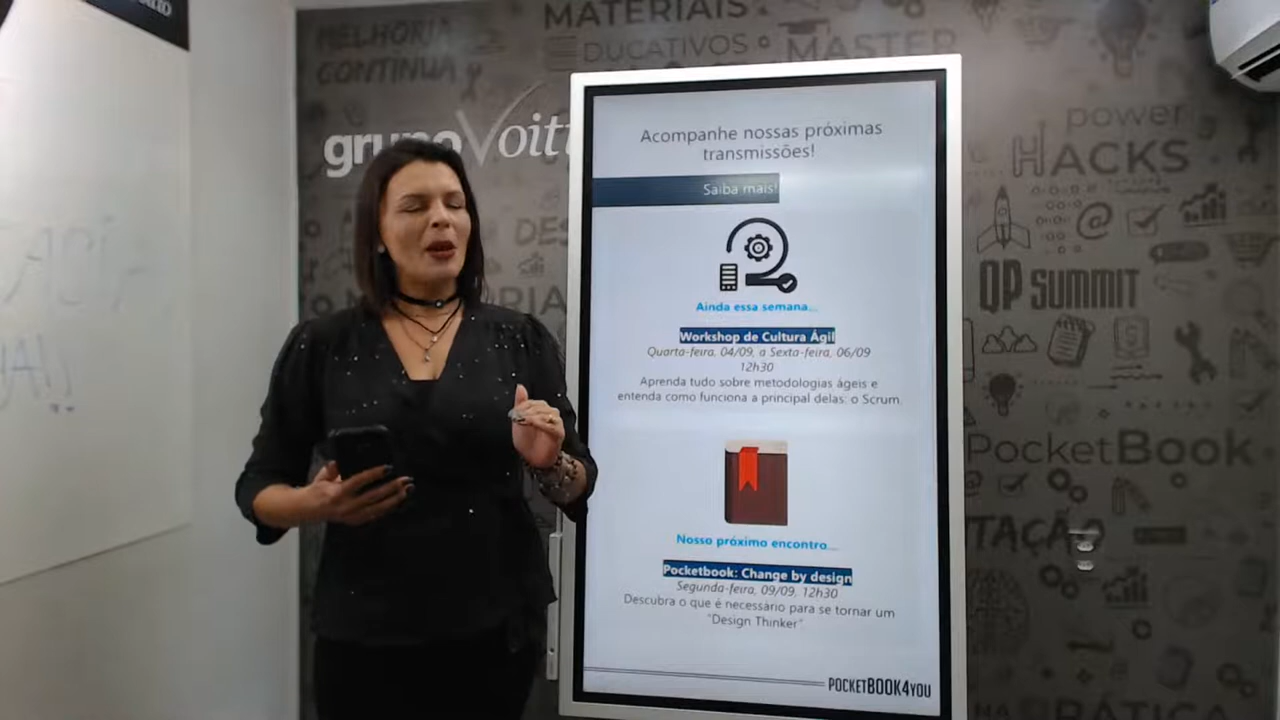 MELHORIA
CONTINUA
MATERIAIS
EDUCATIVOS
MASTER
grupo Voitt
power
HACKS
QP SUMMIT
PocketBook
Acompanhe nossas próximas
transmissões!
Saiba mais!
Ainda essa semana...
Workshop de Cultura Ágil
Quarta-feira, 04/09, a Sexta-feira, 06/09
12h30
Aprenda tudo sobre metodologias ágeis e
entenda como funciona a principal delas: o Scrum.
Nosso próximo encontro...
Pocketbook: Change by design
Segunda-feira, 09/09, 12h30
Descubra o que é necessário para se tornar um
"Design Thinker"
POCKETBOOK4YOU